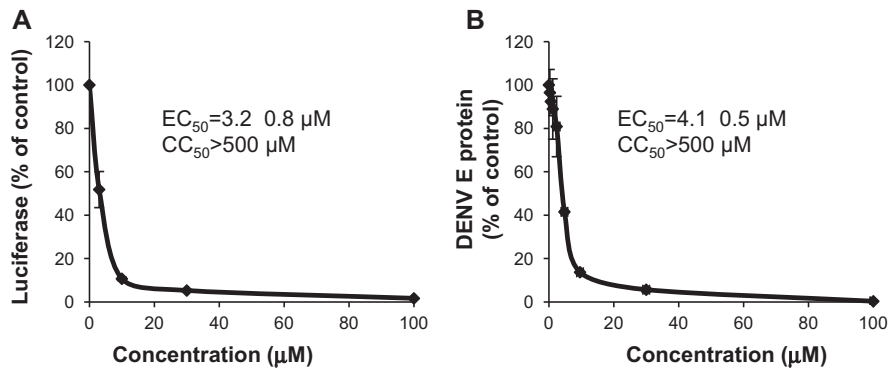 A
120
100
80
60
40
20
0
Luciferase (% of control)
EC50=3.2 0.8 µM
CC50>500 µM
0 20 40 60 80 100
Concentration (µM)
B
120
100
80
60
40
20
0
DENV E protein
(% of control)
EC50=4.1 0.5 µM
CC50>500 µM
0 20 40 60 80 100
Concentration (µM)